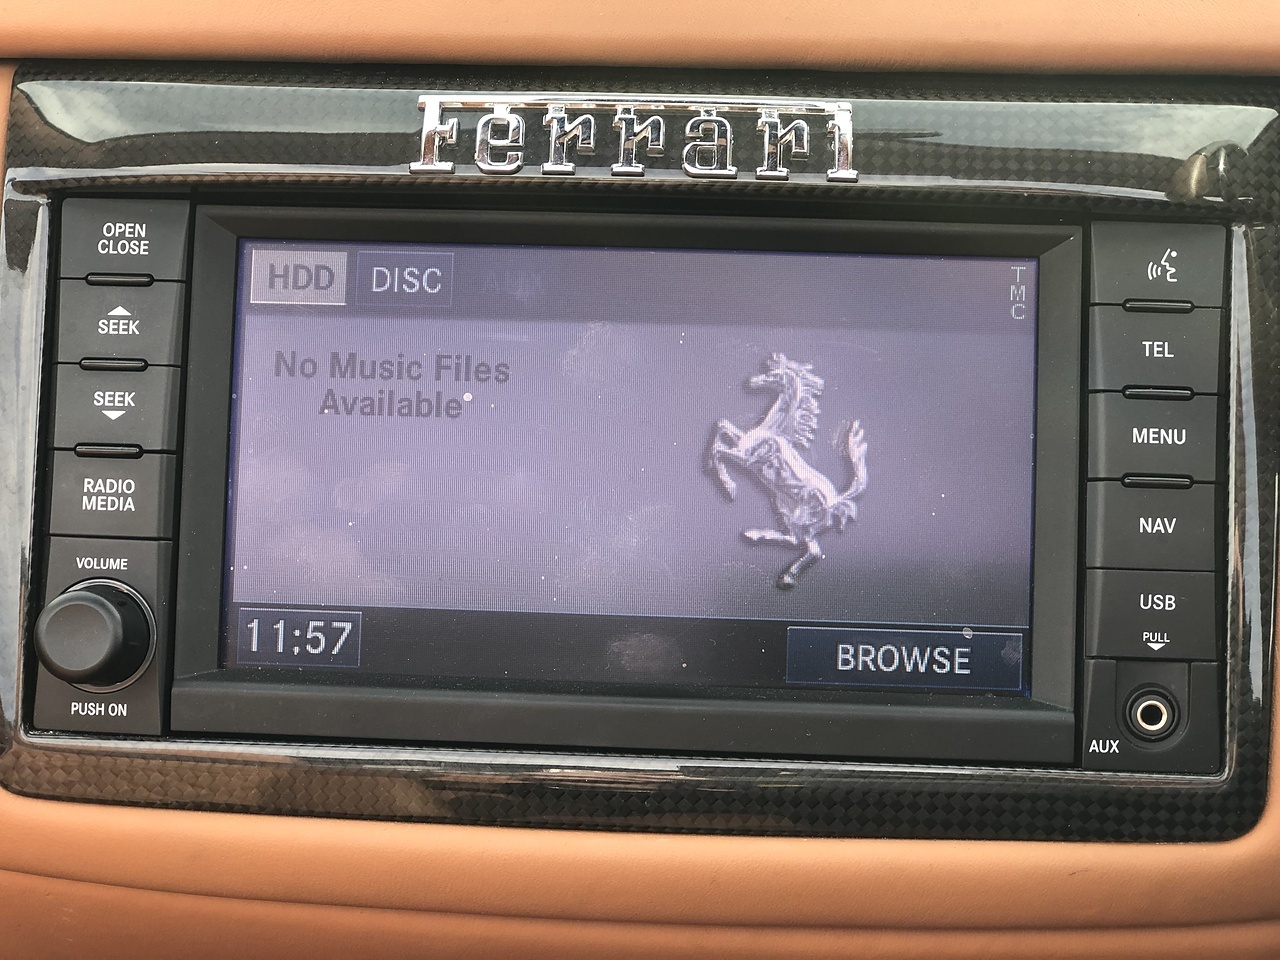 Ferrari
OPEN
CLOSE
SEEK
SEEK
RADIO
MEDIA
VOLUME
PUSH ON
HDD
DISC
AUX
TMC
No Music Files
Available
11:57
BROWSE
TEL
MENU
NAV
USB
PULL
AUX